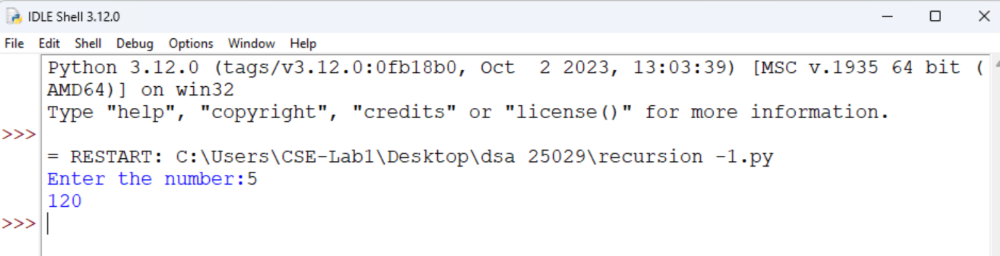 IDLE Shell 3.12.0
File Edit Shell Debug Options Window Help
Python 3.12.0 (tags/v3.12.0:0fb18b0, Oct  2 2023, 13:03:39) [MSC v.1935 64 bit (
AMD64)] on win32
Type "help", "copyright", "credits" or "license()" for more information.
>>>
= RESTART: C:\Users\CSE-Lab1\Desktop\dsa 25029\recursion -1.py
Enter the number:5
120
>>>